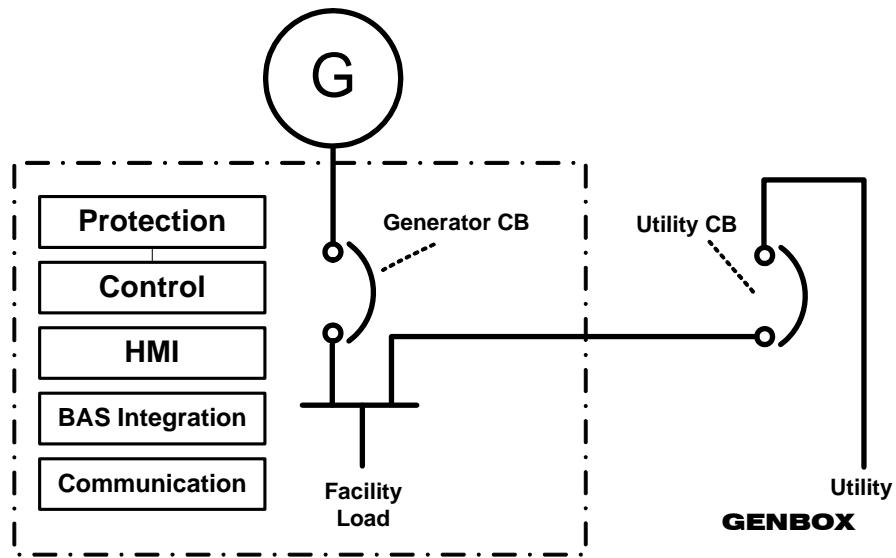 G
Protection
Generator CB
Utility CB
Control
HMI
BAS Integration
Communication
Facility
Load
Utility
GENBOX